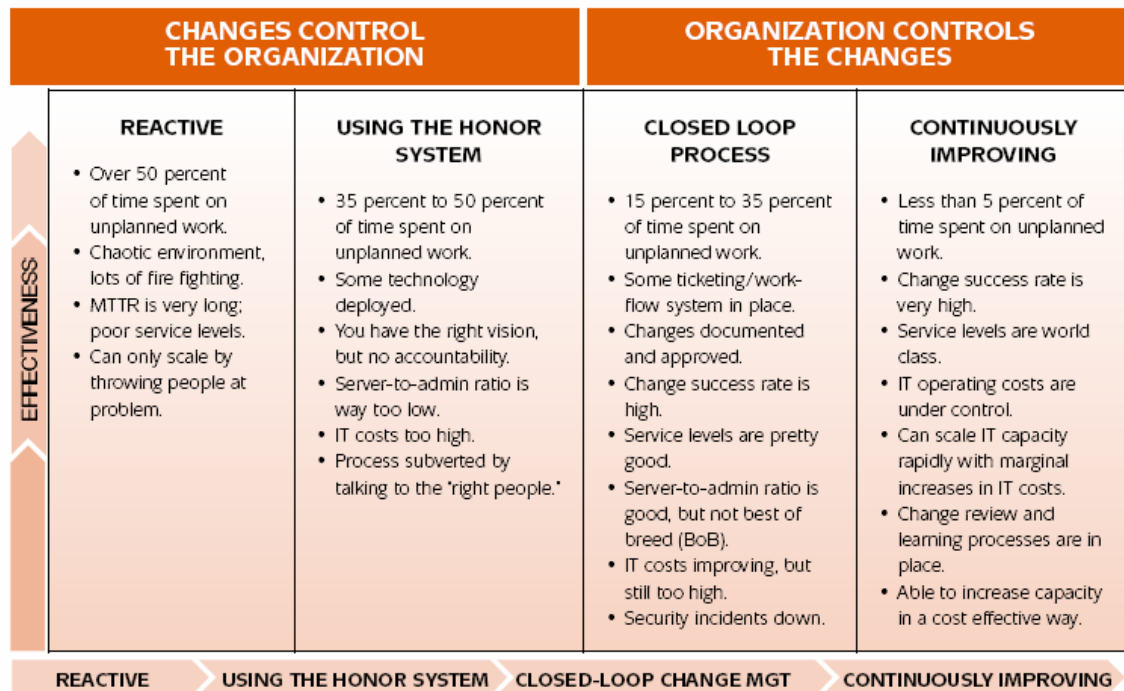 CHANGES CONTROL
THE ORGANIZATION
ORGANIZATION CONTROLS
THE CHANGES
EFFECTIVENESS
REACTIVE
• Over 50 percent
of time spent on
unplanned work.
• Chaotic environment,
lots of fire fighting.
• MTTR is very long;
poor service levels.
• Can only scale by
throwing people at
problem.
USING THE HONOR
SYSTEM
• 35 percent to 50 percent
of time spent on
unplanned work.
• Some technology
deployed.
• You have the right vision,
but no accountability.
• Server-to-admin ratio is
way too low.
• IT costs too high.
• Process subverted by
talking to the "right people."
CLOSED LOOP
PROCESS
• 15 percent to 35 percent
of time spent on
unplanned work.
• Some ticketing/work-
flow system in place.
• Changes documented
and approved.
• Change success rate is
high.
• Service levels are pretty
good.
• Server-to-admin ratio is
good, but not best of
breed (BoB).
• IT costs improving, but
still too high.
• Security incidents down.
CONTINUOUSLY
IMPROVING
• Less than 5 percent of
time spent on unplanned
work.
• Change success rate is
very high.
• Service levels are world
class.
• IT operating costs are
under control.
• Can scale IT capacity
rapidly with marginal
increases in IT costs.
• Change review and
learning processes are in
place.
• Able to increase capacity
in a cost effective way.
REACTIVE
USING THE HONOR SYSTEM
CLOSED-LOOP CHANGE MGT
CONTINUOUSLY IMPROVING